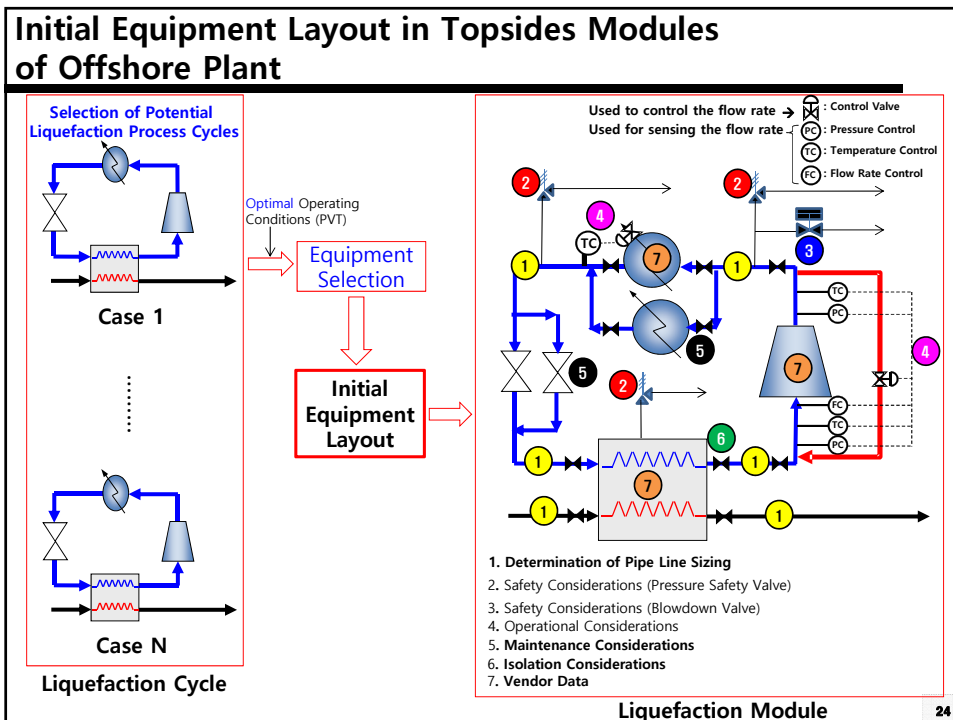 Initial Equipment Layout in Topsides Modules
of Offshore Plant
Selection of Potential
Liquefaction Process Cycles
Case 1
········
Case N
Liquefaction Cycle
Optimal Operating
Conditions (PVT)
Equipment
Selection
Initial
Equipment
Layout
Used to control the flow rate → : Control Valve
Used for sensing the flow rate PC : Pressure Control
TC : Temperature Control
FC : Flow Rate Control
2
2
4
3
TC
1
7
1
TC
PC
5
5
7
4
2
FC
6
TC
PC
1
1
7
1
1
1. Determination of Pipe Line Sizing
2. Safety Considerations (Pressure Safety Valve)
3. Safety Considerations (Blowdown Valve)
4. Operational Considerations
5. Maintenance Considerations
6. Isolation Considerations
7. Vendor Data
Liquefaction Module
24